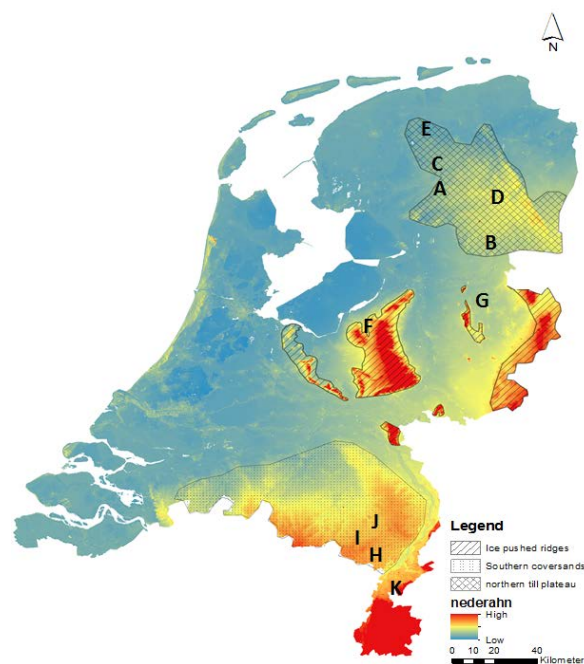 N
E
C
A
D
B
G
F
J
I
H
K
Legend
Ice pushed ridges
Southern coversands
northern till plateau
nederahn
High
Low
0 10 20 40
Kilometer